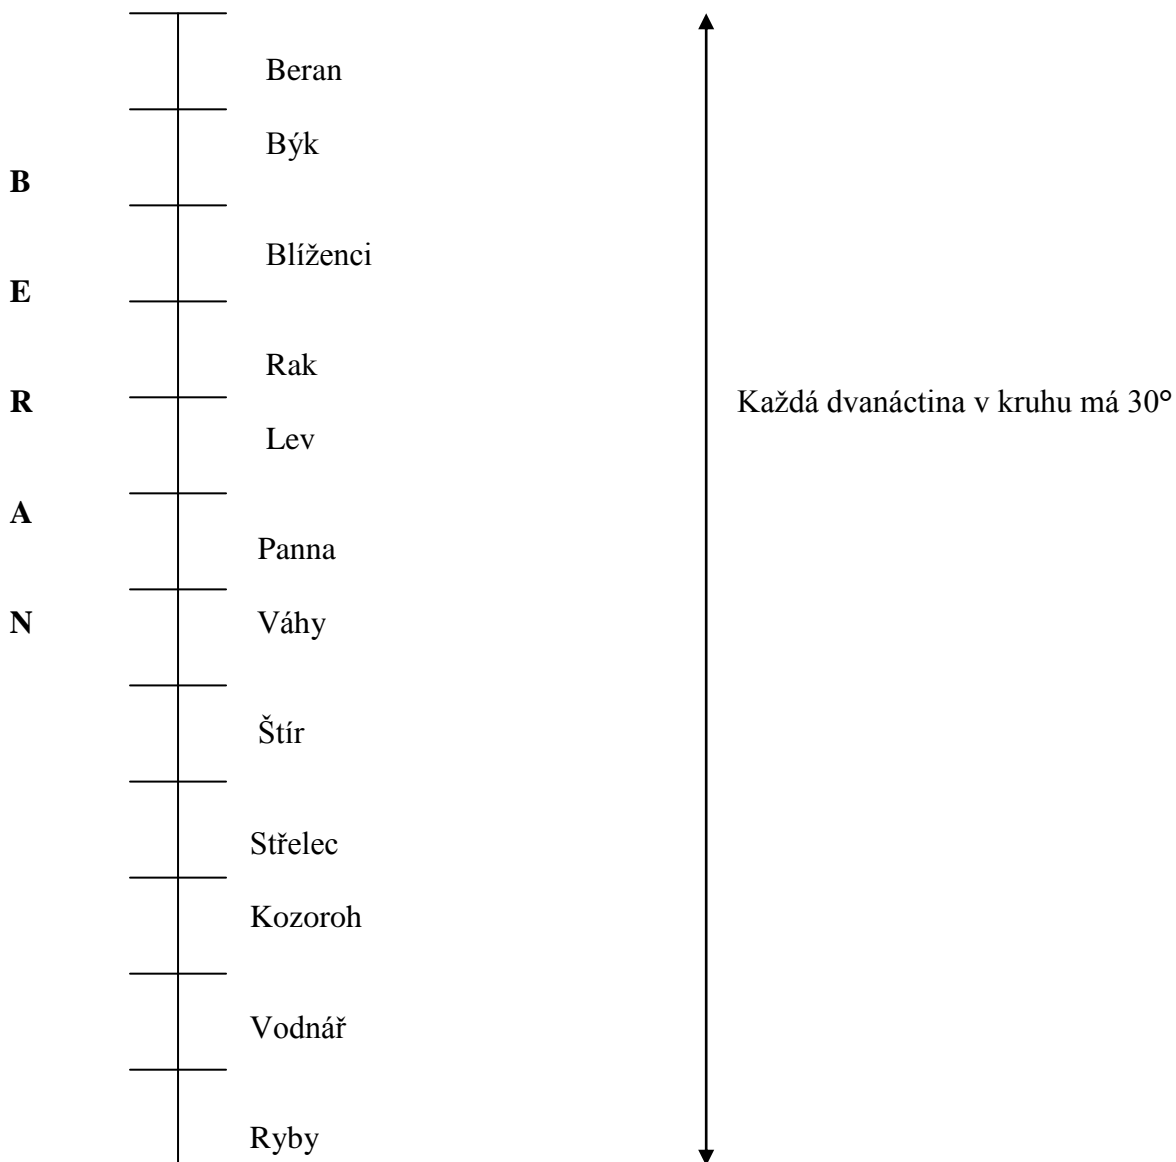 Beran
Býk
B
Blíženci
E
Rak
R
Každá dvanáctina v kruhu má 30°
Lev
A
Panna
N
Váhy
Štír
Střelec
Kozoroh
Vodnář
Ryby